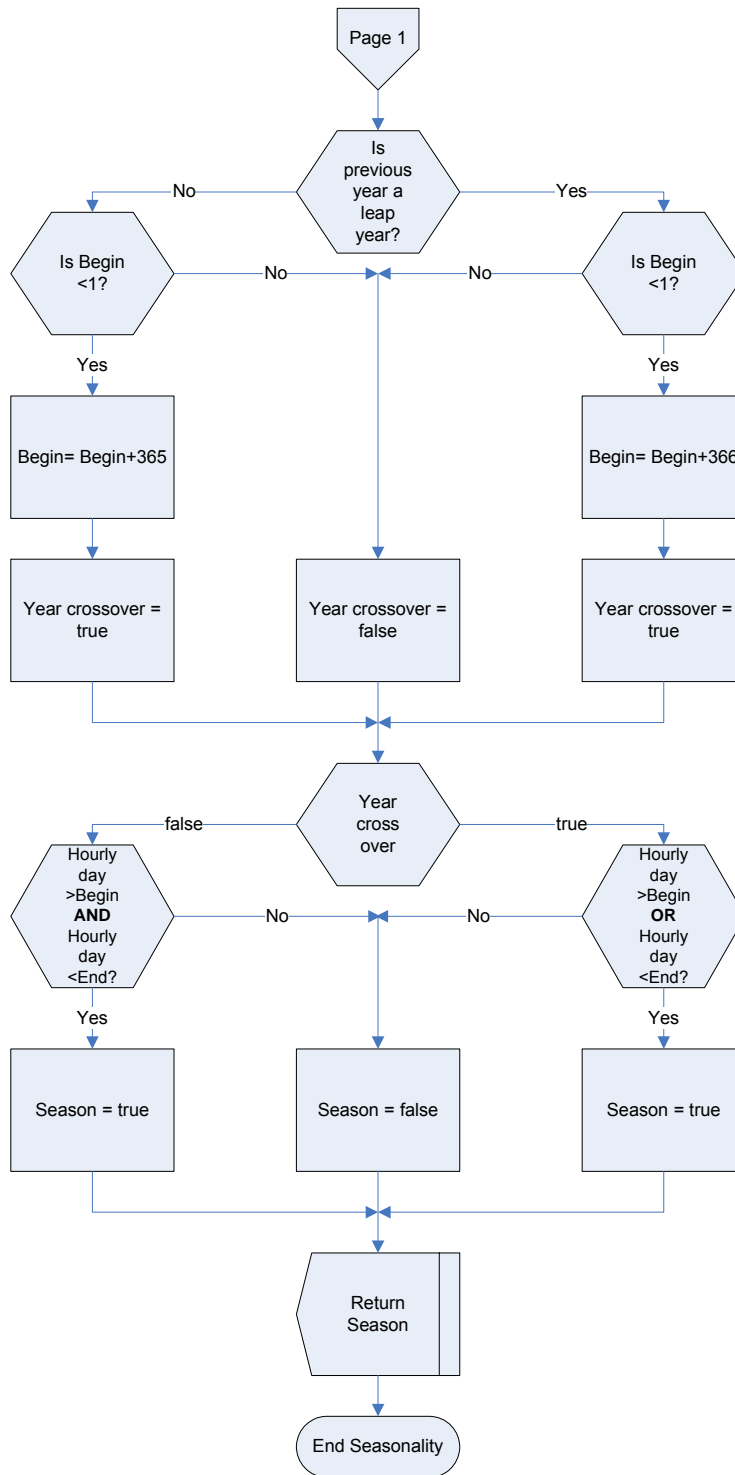 Page 1
Is
previous
year a
leap
year?
No
Yes
Is Begin
<1?
No
No
Is Begin
<1?
Yes
Yes
Begin= Begin+365
Begin= Begin+366
Year crossover =
true
Year crossover =
false
Year crossover =
true
Year
cross
over
false
true
Hourly
day
>Begin
AND
Hourly
day
<End?
No
No
Hourly
day
>Begin
OR
Hourly
day
<End?
Yes
Yes
Season = true
Season = false
Season = true
Return
Season
End Seasonality